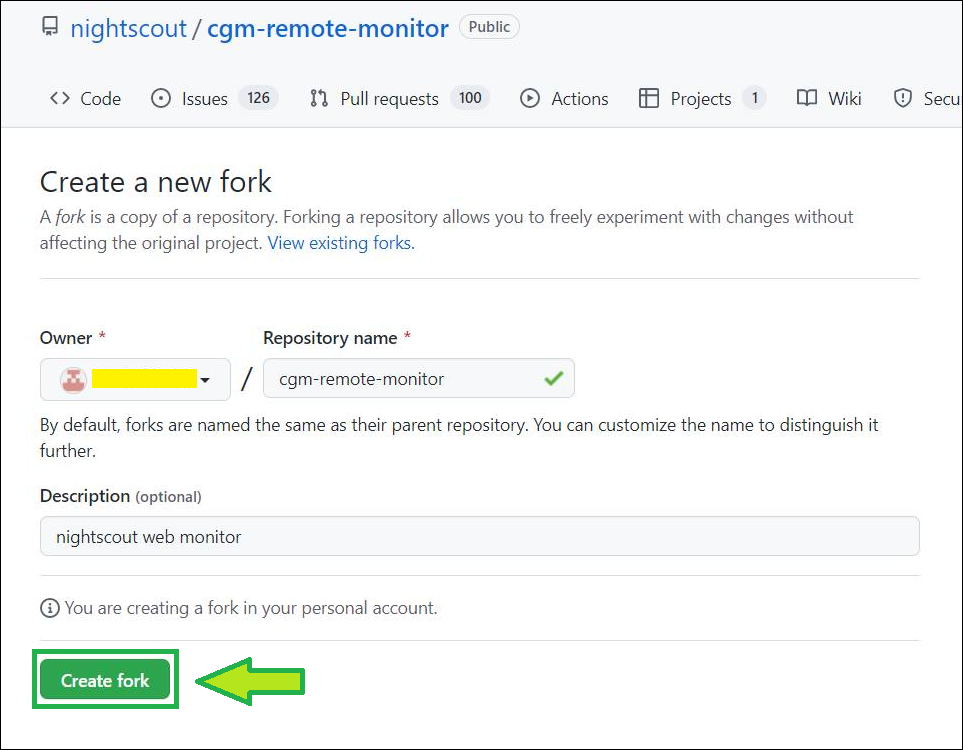 nightscout / cgm-remote-monitor Public
Code Issues 126 Pull requests 100 Actions Projects 1 Wiki Secu
Create a new fork
A fork is a copy of a repository. Forking a repository allows you to freely experiment with changes without
affecting the original project. View existing forks.
Owner * Repository name *
/ cgm-remote-monitor
By default, forks are named the same as their parent repository. You can customize the name to distinguish it
further.
Description (optional)
nightscout web monitor
You are creating a fork in your personal account.
Create fork